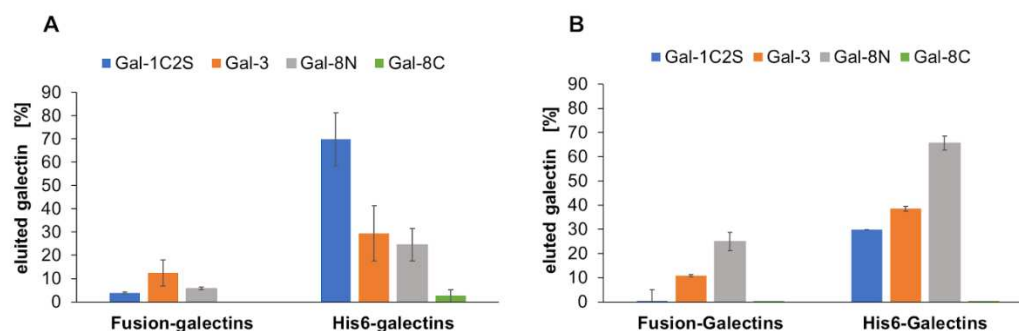 A
Gal-1C2S Gal-3 Gal-8N Gal-8C
eluited galectin [%]
90
80
70
60
50
40
30
20
10
0
Fusion-galectins His6-galectins
B
Gal-1C2S Gal-3 Gal-8N Gal-8C
eluted galectin [%]
90
80
70
60
50
40
30
20
10
0
Fusion-Galectins His6-Galectins